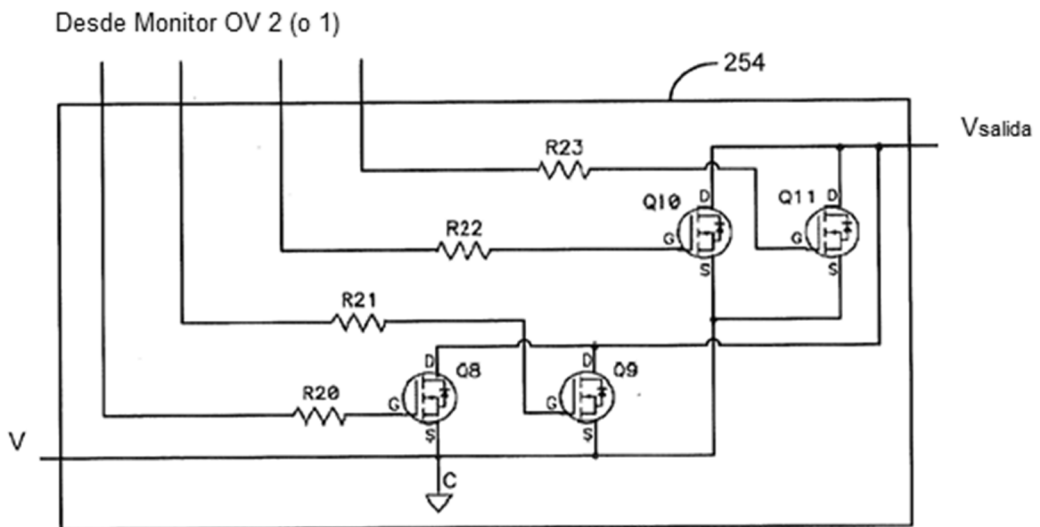 Desde Monitor OV 2 (o 1)
254
Vsalida
R23
Q10
D
G
S
Q11
D
G
S
R22
R21
D
Q8
G
S
D
Q9
G
S
R20
V
C